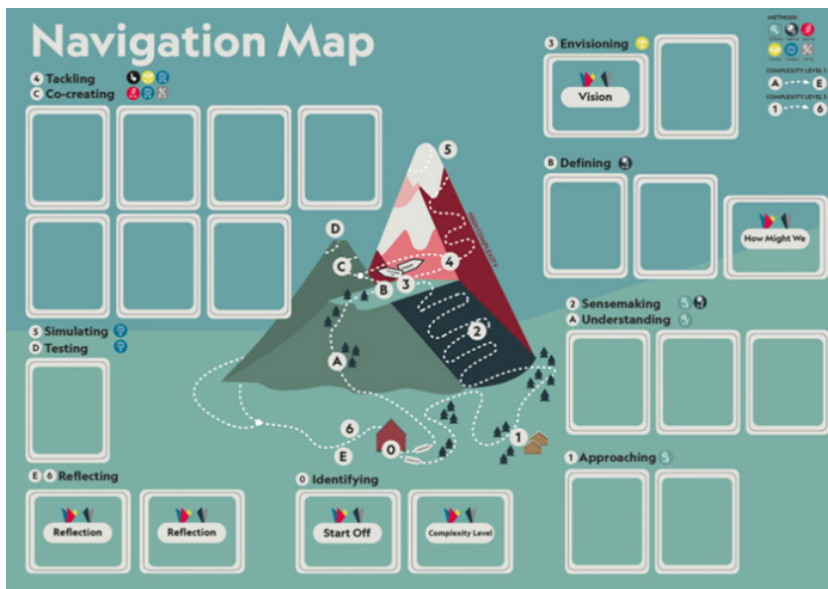 Navigation Map
4 Tackling
C Co-creating
3 Envisioning
Vision
METHODS
COMPLEXITY LEVEL 1
A E
COMPLEXITY LEVEL 2
1 6
B Defining
How Might We
5
HIGH COMPLEXITY
D
C
4
B
3
2
A
6
E
0
1
2 Sensemaking
A Understanding
5 Simulating
D Testing
1 Approaching
E 6 Reflecting
Reflection
Reflection
0 Identifying
Start Off
Complexity Level